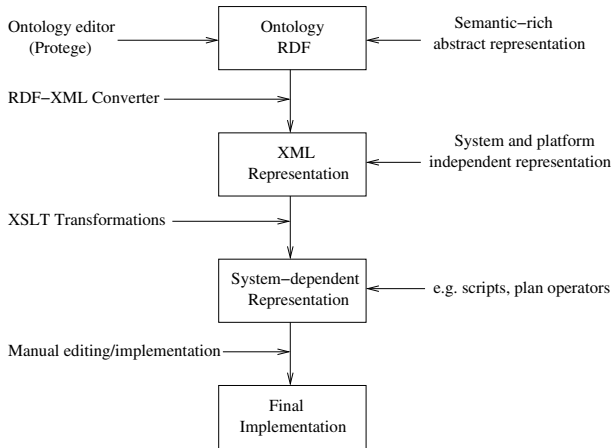 Ontology editor
(Protege)
Ontology
RDF
Semantic−rich
abstract representation
RDF−XML Converter
XML
Representation
System and platform
independent representation
XSLT Transformations
System−dependent
Representation
e.g. scripts, plan operators
Manual editing/implementation
Final
Implementation